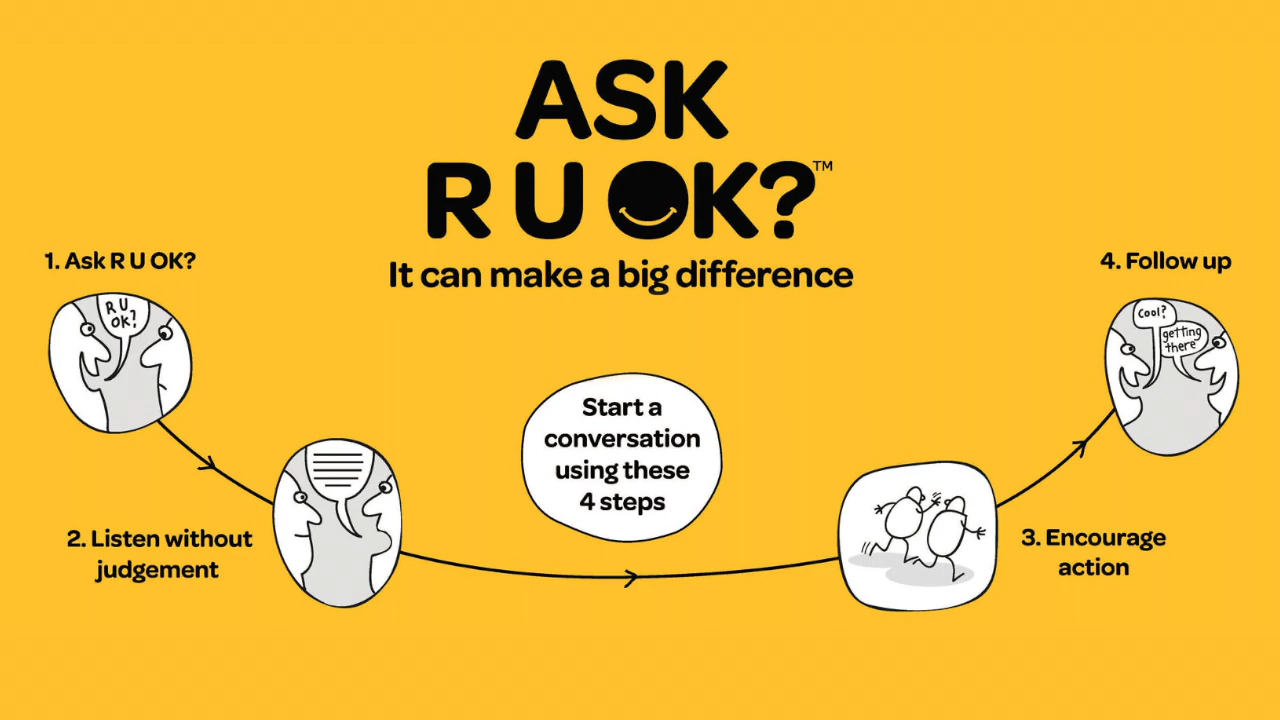 ASK
R U OK?™
It can make a big difference
1. Ask R U OK?
R U
OK?
2. Listen without
judgement
Start a
conversation
using these
4 steps
3. Encourage
action
4. Follow up
Cool?
getting
there